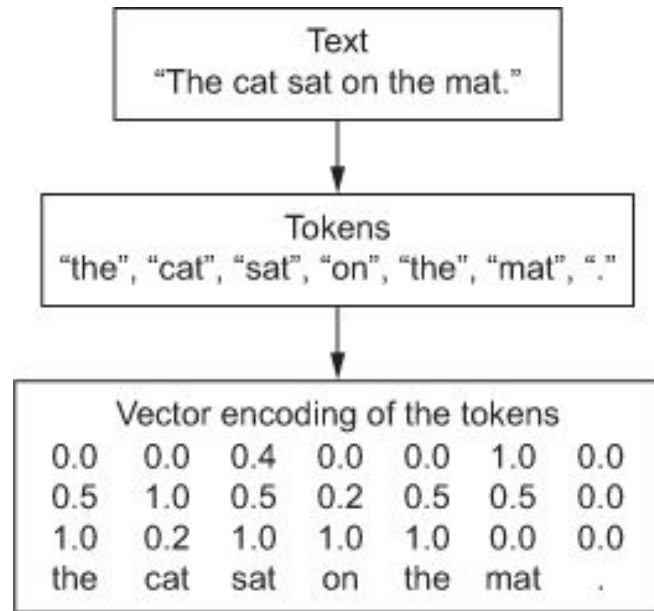 Text
“The cat sat on the mat.”
Tokens
“the”, “cat”, “sat”, “on”, “the”, “mat”, “.”
Vector encoding of the tokens
0.0 0.0 0.4 0.0 0.0 1.0 0.0
0.5 1.0 0.5 0.2 0.5 0.5 0.0
1.0 0.2 1.0 1.0 1.0 0.0 0.0
the cat sat on the mat .